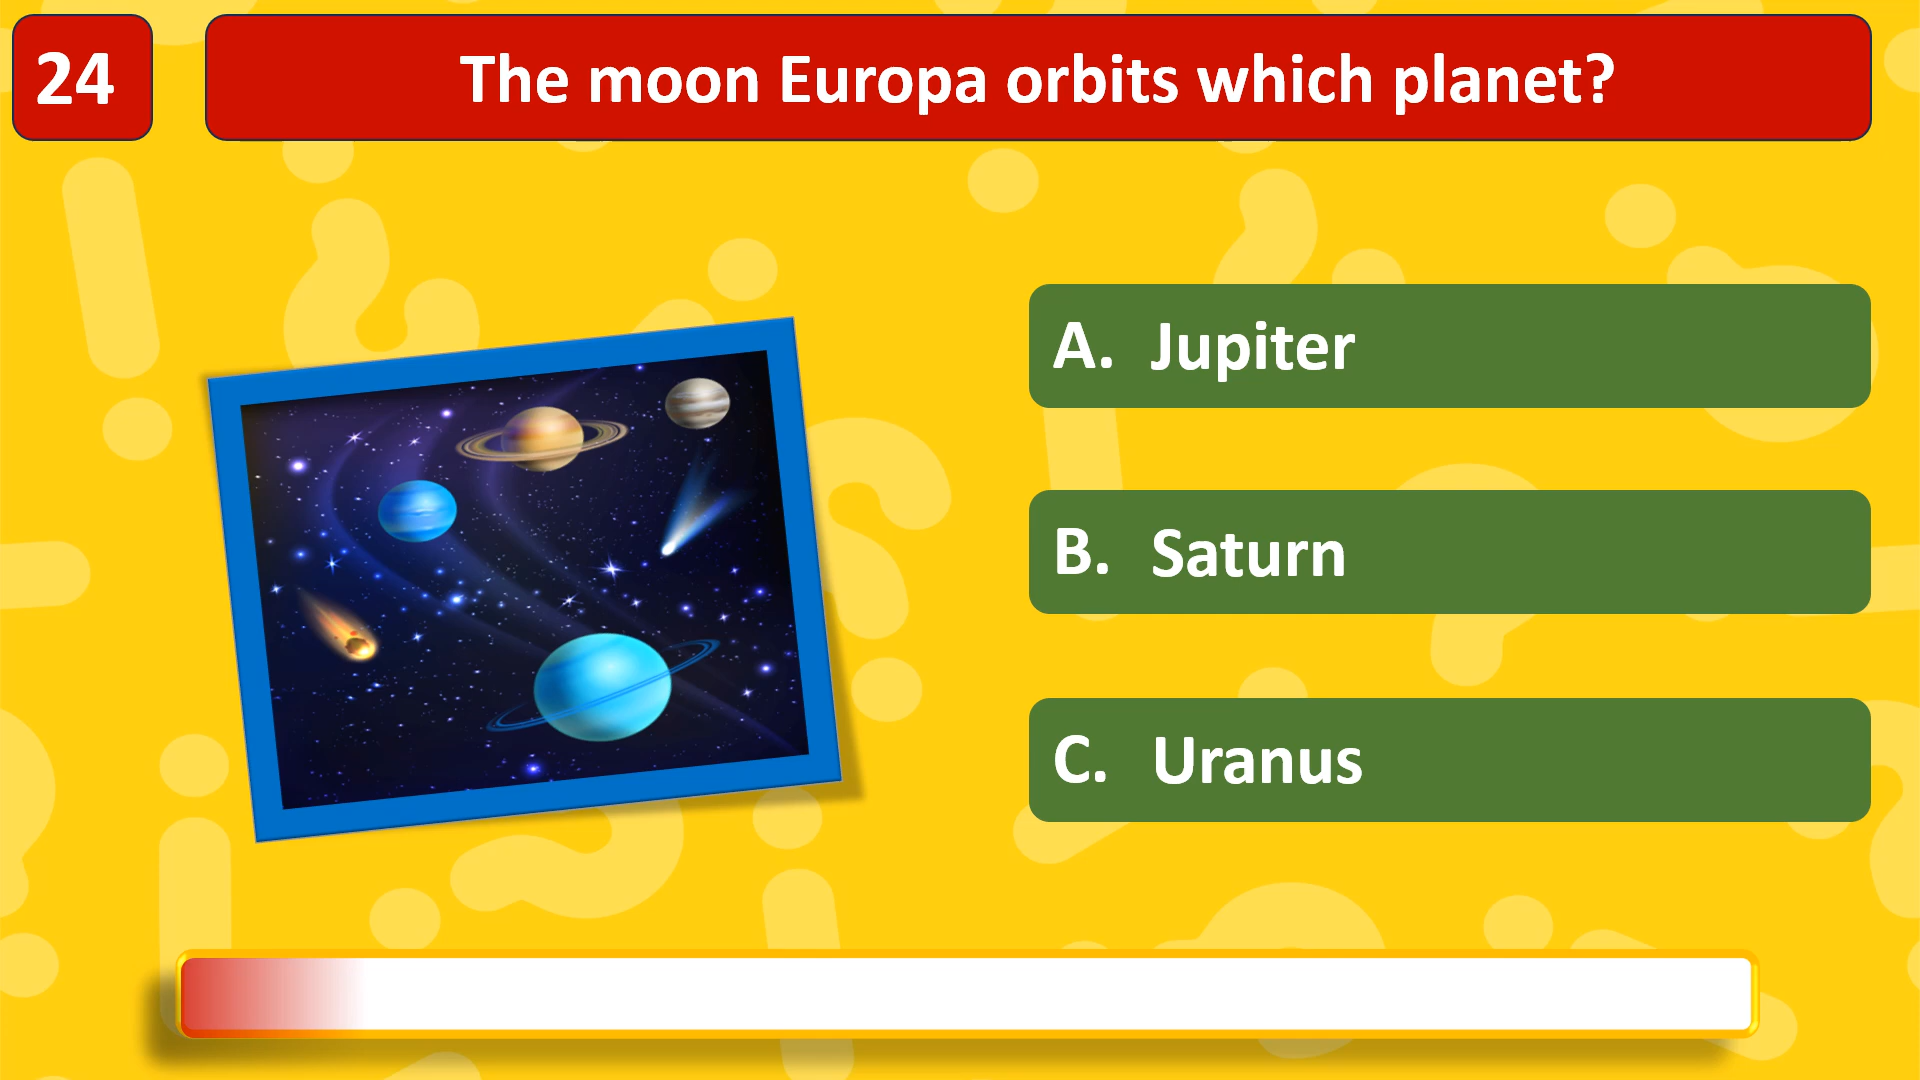 24
The moon Europa orbits which planet?
A. Jupiter
B. Saturn
C. Uranus